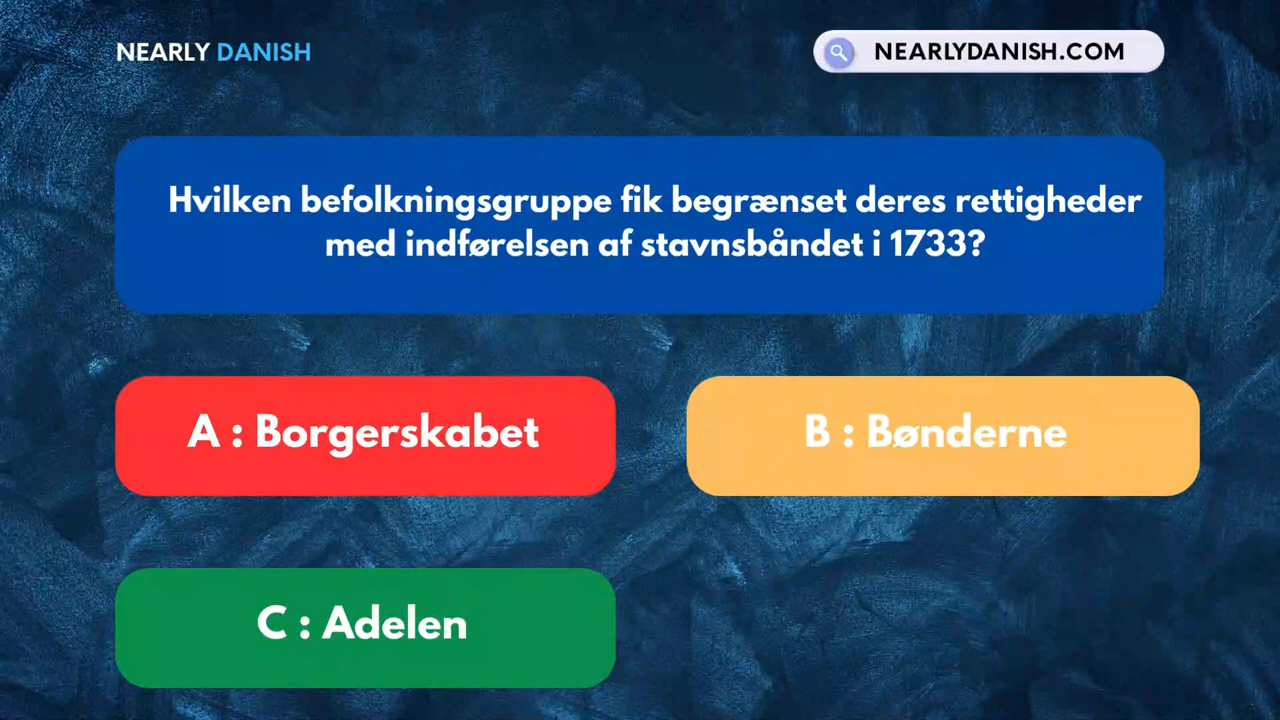 NEARLY DANISH
NEARLYDANISH.COM
Hvilken befolkningsgruppe fik begrænset deres rettigheder
med indførelsen af stavnsbåndet i 1733?
A : Borgerskabet
B : Bønderne
C : Adelen